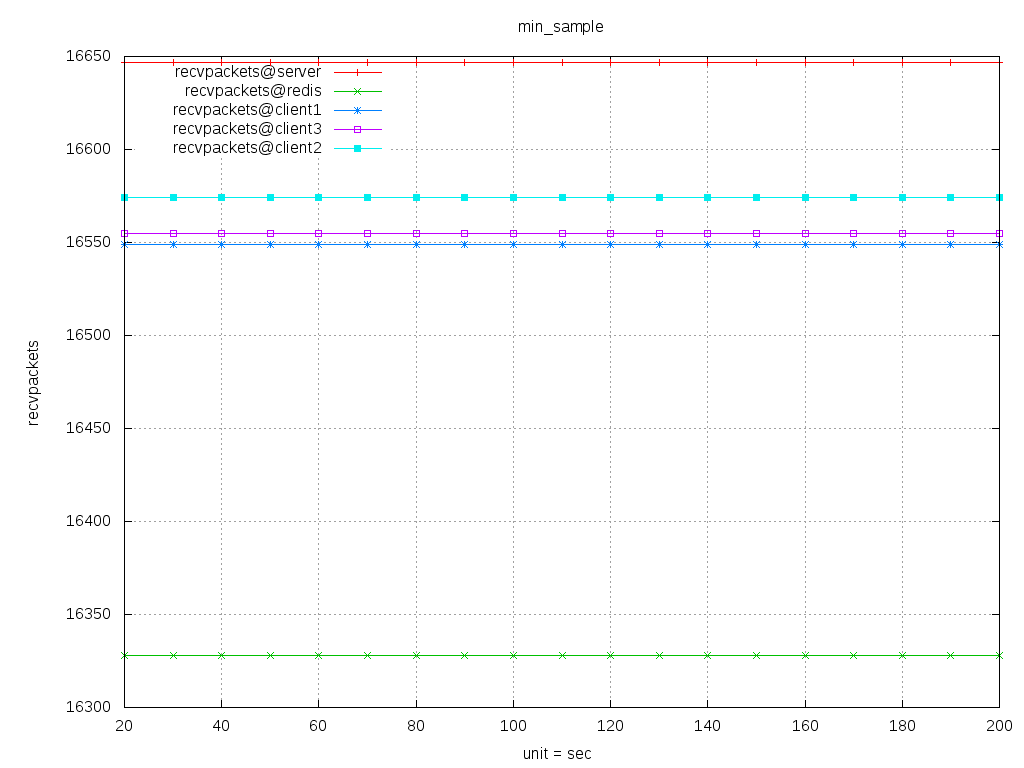 min_sample
16650
16600
16550
16500
16450
16400
16350
16300
recvpackets@server
recvpackets@redis
recvpackets@client1
recvpackets@client3
recvpackets@client2
recvpackets
20 40 60 80 100 120 140 160 180 200
unit = sec